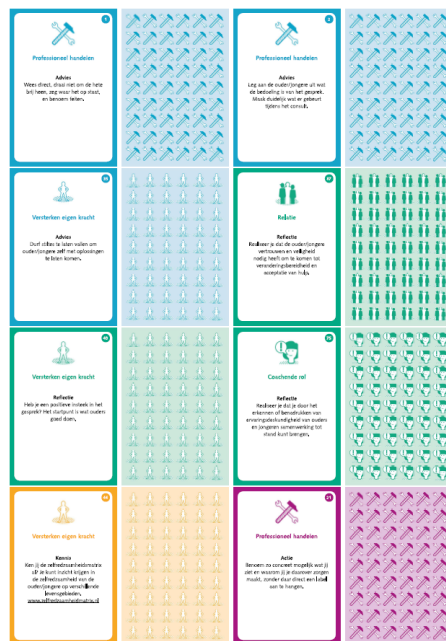 1
Professioneel handelen
Advies
Wees direct, draai niet om de hete
brij heen, zeg waar het op staat,
en benoem feiten.
2
Professioneel handelen
Advies
Leg aan de ouder/jongere uit wat
de bedoeling is van het gesprek.
Maak duidelijk wat er gebeurt
tijdens het consult.
Versterken eigen kracht
Advies
Durf stiltes te laten vallen om
ouder/jongere zelf met oplossingen
te laten komen.
Relatie
Reflectie
Realiseer je dat de ouder/jongere
vertrouwen en veiligheid
nodig heeft om te komen tot
veranderingsbereidheid en
acceptatie van hulp.
Versterken eigen kracht
Reflectie
Heb je een positieve insteek in het
gesprek? Het startpunt is wat ouders
goed doen.
Coachende rol
Reflectie
Realiseer je dat je door het
erkennen of benadrukken van
ervaringsdeskundigheid van ouders
en jongeren samenwerking tot
stand kunt brengen.
Versterken eigen kracht
Kennis
Ken jij de zelfredzaamheidmatrix
al? Je kunt inzicht krijgen in
de zelfredzaamheid van de
ouder/jongere op verschillende
levensgebieden.
www.zelfredzaamheidmatrix.nl
21
Professioneel handelen
Actie
Benoem zo concreet mogelijk wat jij
ziet en waarom jij je daarover zorgen
maakt, zonder daar direct een label
aan te hangen.